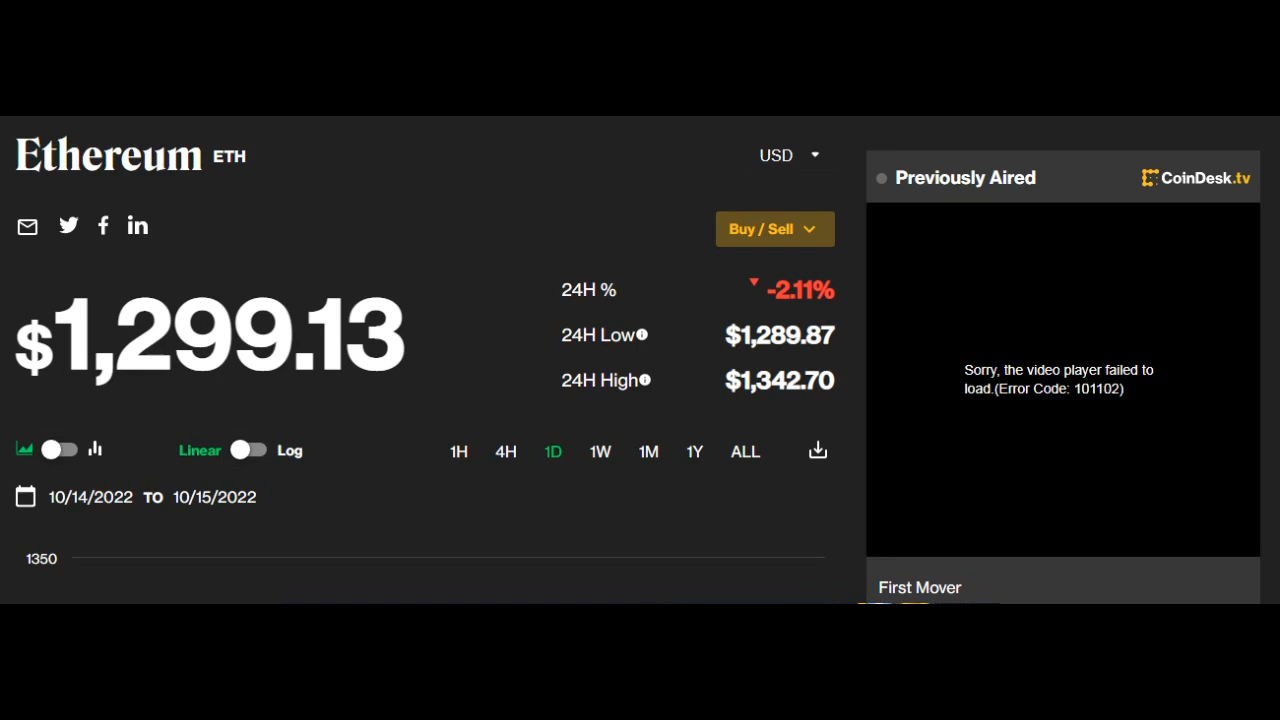 Ethereum ETH
USD
Buy / Sell
$1,299.13
24H % -2.11%
24H Low $1,289.87
24H High $1,342.70
Linear Log
1H 4H 1D 1W 1M 1Y ALL
10/14/2022 TO 10/15/2022
1350
Previously Aired
CoinDesk.tv
Sorry, the video player failed to
load.(Error Code: 101102)
First Mover